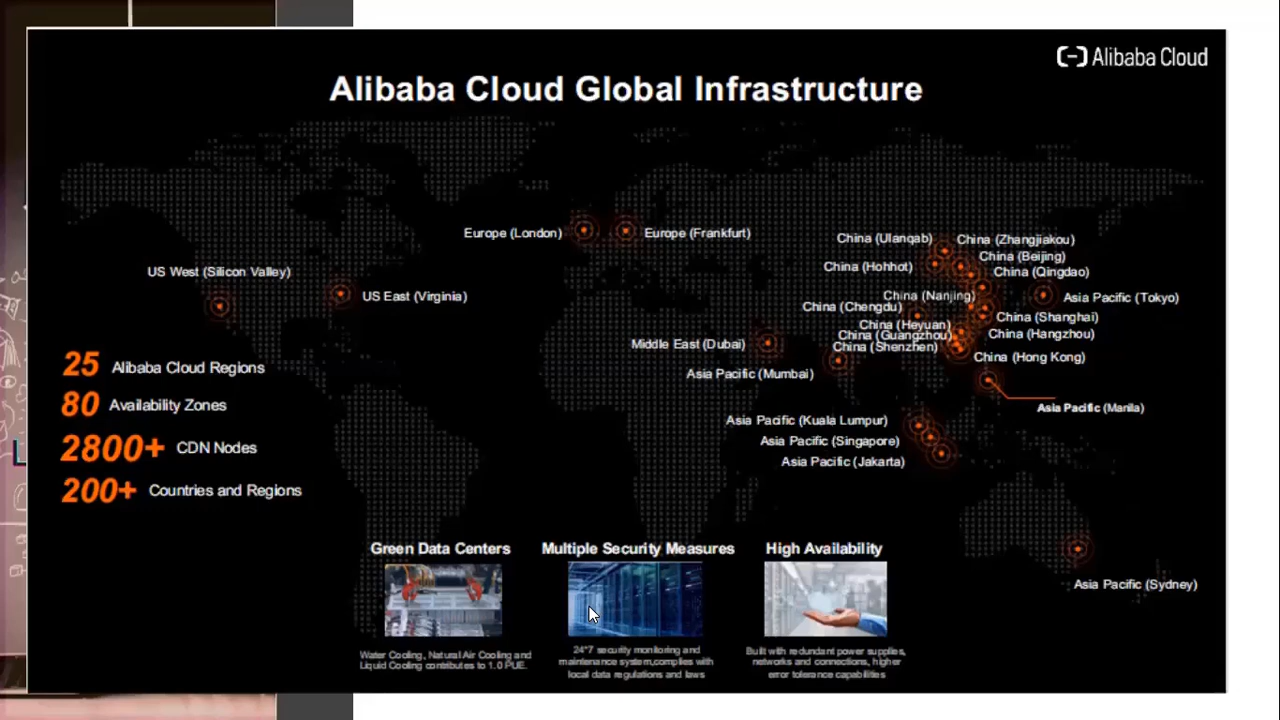 Alibaba Cloud
Alibaba Cloud Global Infrastructure
Europe (London)
Europe (Frankfurt)
China (Ulanqab)
China (Zhangjiakou)
China (Beijing)
China (Hohhot)
China (Qingdao)
US West (Silicon Valley)
US East (Virginia)
China (Nanjing)
Asia Pacific (Tokyo)
China (Chengdu)
China (Shanghai)
China (Heyuan)
China (Guangzhou)
China (Hangzhou)
China (Shenzhen)
Middle East (Dubai)
China (Hong Kong)
Asia Pacific (Mumbai)
Asia Pacific (Manila)
Asia Pacific (Kuala Lumpur)
Asia Pacific (Singapore)
Asia Pacific (Jakarta)
Asia Pacific (Sydney)
25 Alibaba Cloud Regions
80 Availability Zones
2800+ CDN Nodes
200+ Countries and Regions
Green Data Centers
Water Cooling, Natural Air Cooling and
Liquid Cooling contributes to 1.0 PUE.
Multiple Security Measures
24*7 security monitoring and
maintenance system,complies with
local data regulations and laws
High Availability
Built with redundant power supplies,
networks and connections, higher
error tolerance capabilities